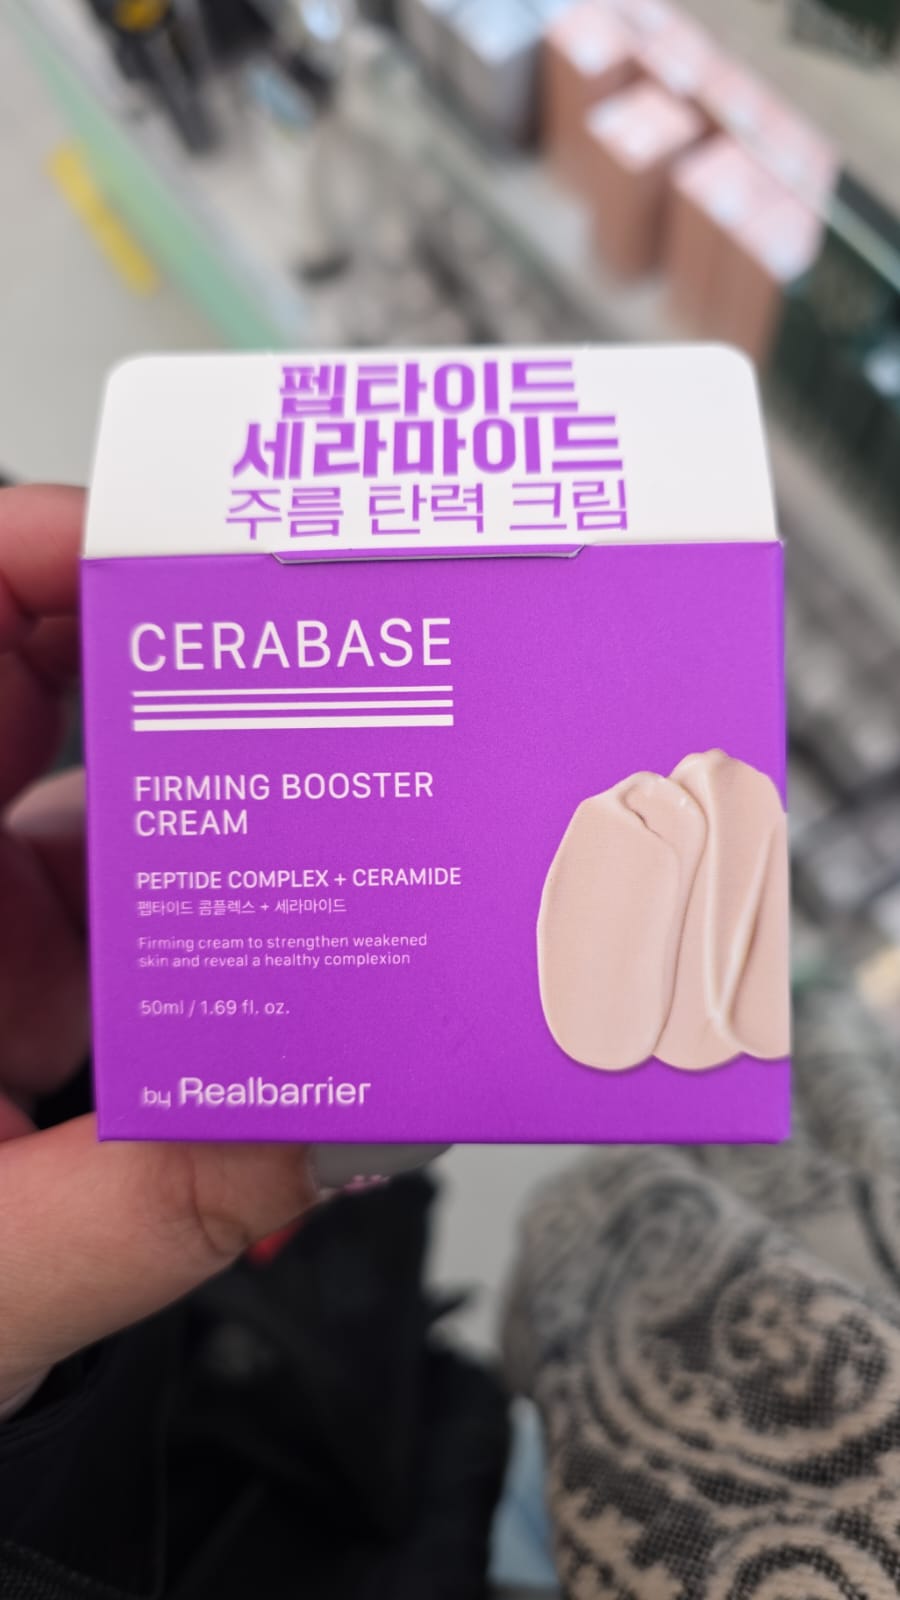 펩타이드
세라마이드
주름 탄력 크림
CERABASE
FIRMING BOOSTER
CREAM
PEPTIDE COMPLEX + CERAMIDE
펩타이드 콤플렉스 + 세라마이드
Firming cream to strengthen weakened
skin and reveal a healthy complexion
50ml / 1.69 fl. oz.
by Realbarrier